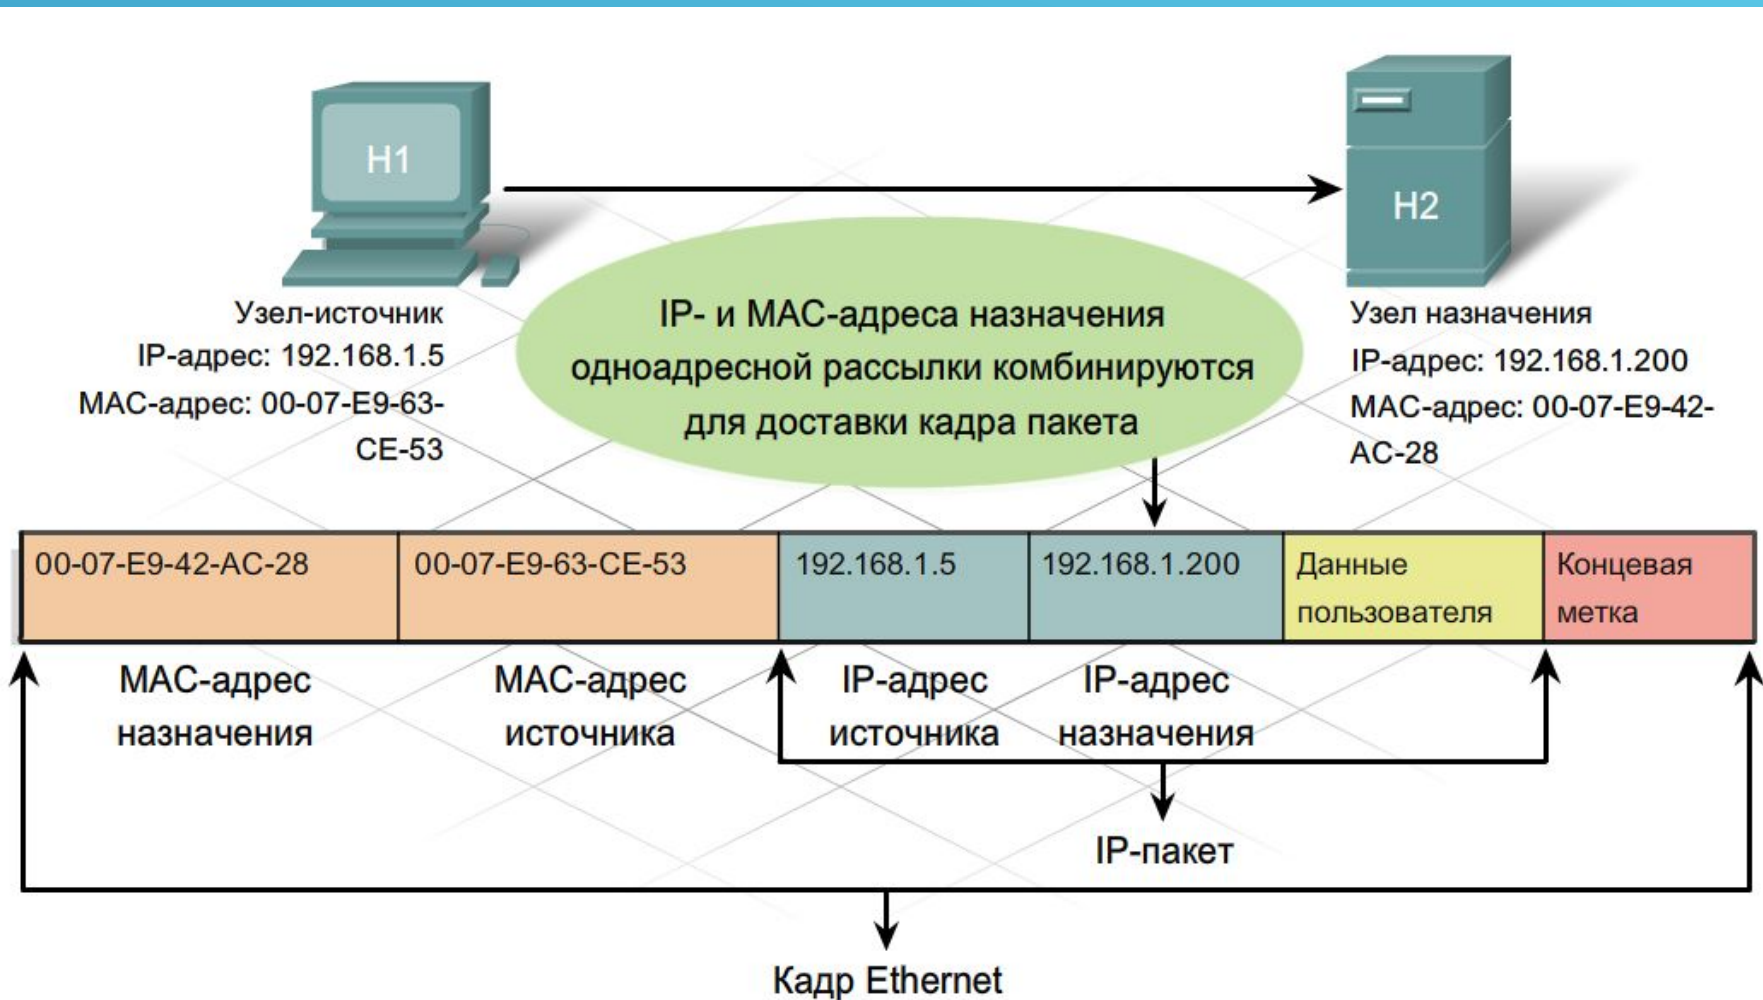 H1
H2
Узел-источник
IP-адрес: 192.168.1.5
MAC-адрес: 00-07-E9-63-
CE-53
IP- и MAC-адреса назначения
одноадресной рассылки комбинируются
для доставки кадра пакета
Узел назначения
IP-адрес: 192.168.1.200
MAC-адрес: 00-07-E9-42-
AC-28
00-07-E9-42-AC-28
00-07-E9-63-CE-53
192.168.1.5
192.168.1.200
Данные
пользователя
Концевая
метка
MAC-адрес
назначения
MAC-адрес
источника
IP-адрес
источника
IP-адрес
назначения
IP-пакет
Кадр Ethernet